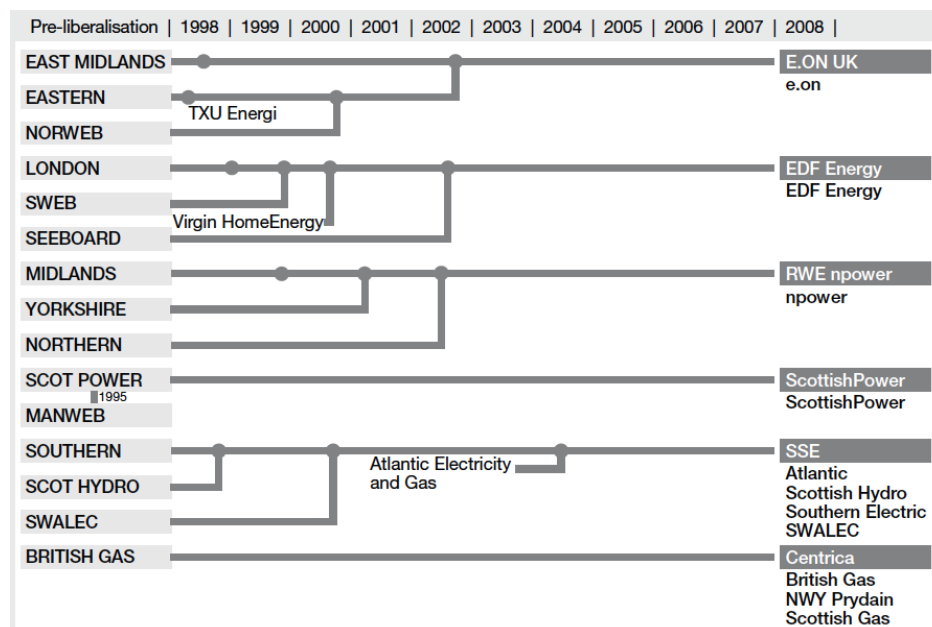 Pre-liberalisation | 1998 | 1999 | 2000 | 2001 | 2002 | 2003 | 2004 | 2005 | 2006 | 2007 | 2008 |
EAST MIDLANDS E.ON UK
e.on
EASTERN
TXU Energi
NORWEB
LONDON EDF Energy
EDF Energy
SWEB
Virgin HomeEnergy
SEEBOARD
MIDLANDS RWE npower
npower
YORKSHIRE
NORTHERN
SCOT POWER ScottishPower
1995 ScottishPower
MANWEB
SOUTHERN SSE
Atlantic Electricity
and Gas
Atlantic
Scottish Hydro
Southern Electric
SWALEC
SCOT HYDRO
SWALEC
BRITISH GAS Centrica
British Gas
NWY Prydain
Scottish Gas